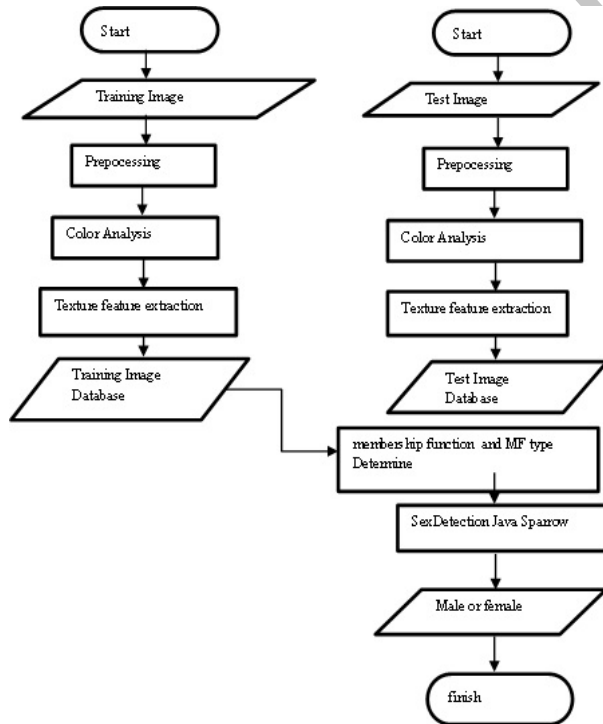 Start
Training Image
Prepocessing
Color Analysis
Texture feature extraction
Training Image
Database
Start
Test Image
Prepocessing
Color Analysis
Texture feature extraction
Test Image
Database
membership function and MF type
Determine
SexDetection Java Sparrow
Male or female
finish